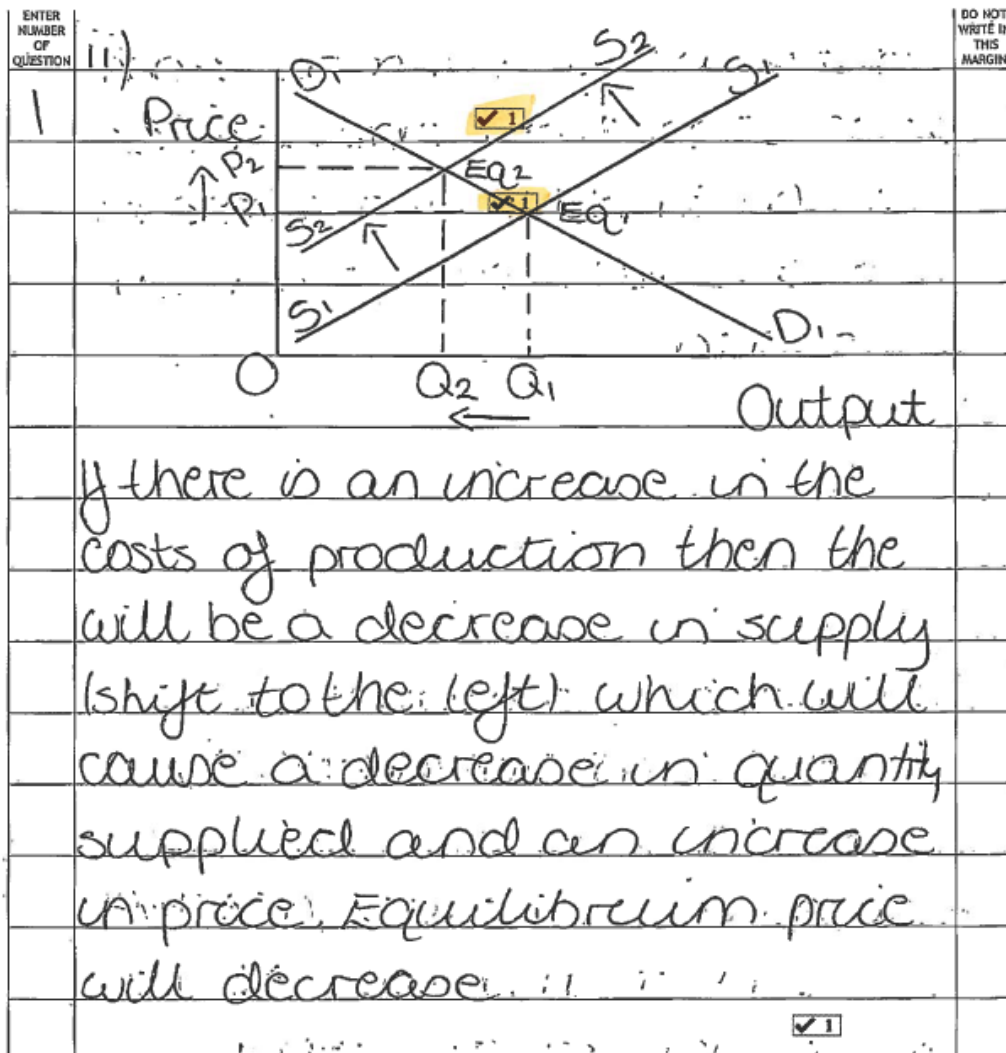 ENTER
NUMBER
OF
QUESTION
DO NOT
WRITE IN
THIS
MARGIN
1
ii)
D1
S2
S1
✓ 1
Price
P2
P1
Eq2
✓ 1
Eq1
S2
S1
D1
O
Q2
Q1
Output
If there is an increase in the
costs of production then the
will be a decrease in supply
(shift to the left) which will
cause a decrease in quantity
supplied and an increase
in price. Equilibrium price
will decrease.
✓ 1